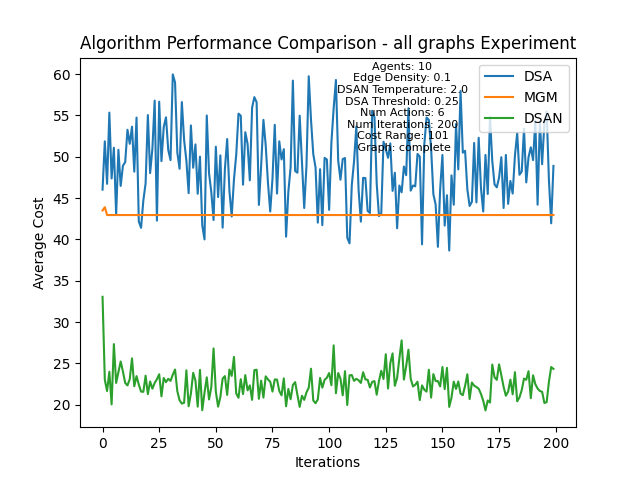 Algorithm Performance Comparison - all graphs Experiment
Agents: 10
Edge Density: 0.1
DSAN Temperature: 2.0
DSA Threshold: 0.25
Num Actions: 6
Num Iterations: 200
Cost Range: 101
Graph: complete
DSA
MGM
DSAN
Average Cost
60
55
50
45
40
35
30
25
20
0
25
50
75
100
125
150
175
200
Iterations